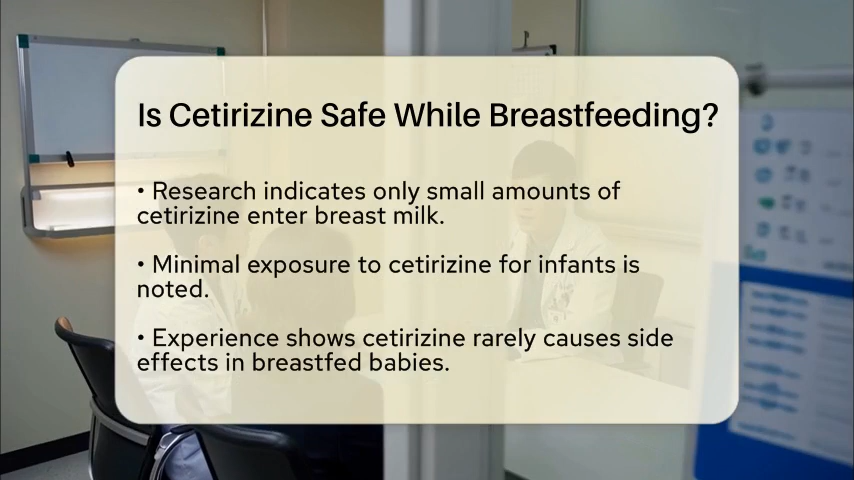 Is Cetirizine Safe While Breastfeeding?
• Research indicates only small amounts of
cetirizine enter breast milk.
• Minimal exposure to cetirizine for infants is
noted.
• Experience shows cetirizine rarely causes side
effects in breastfed babies.